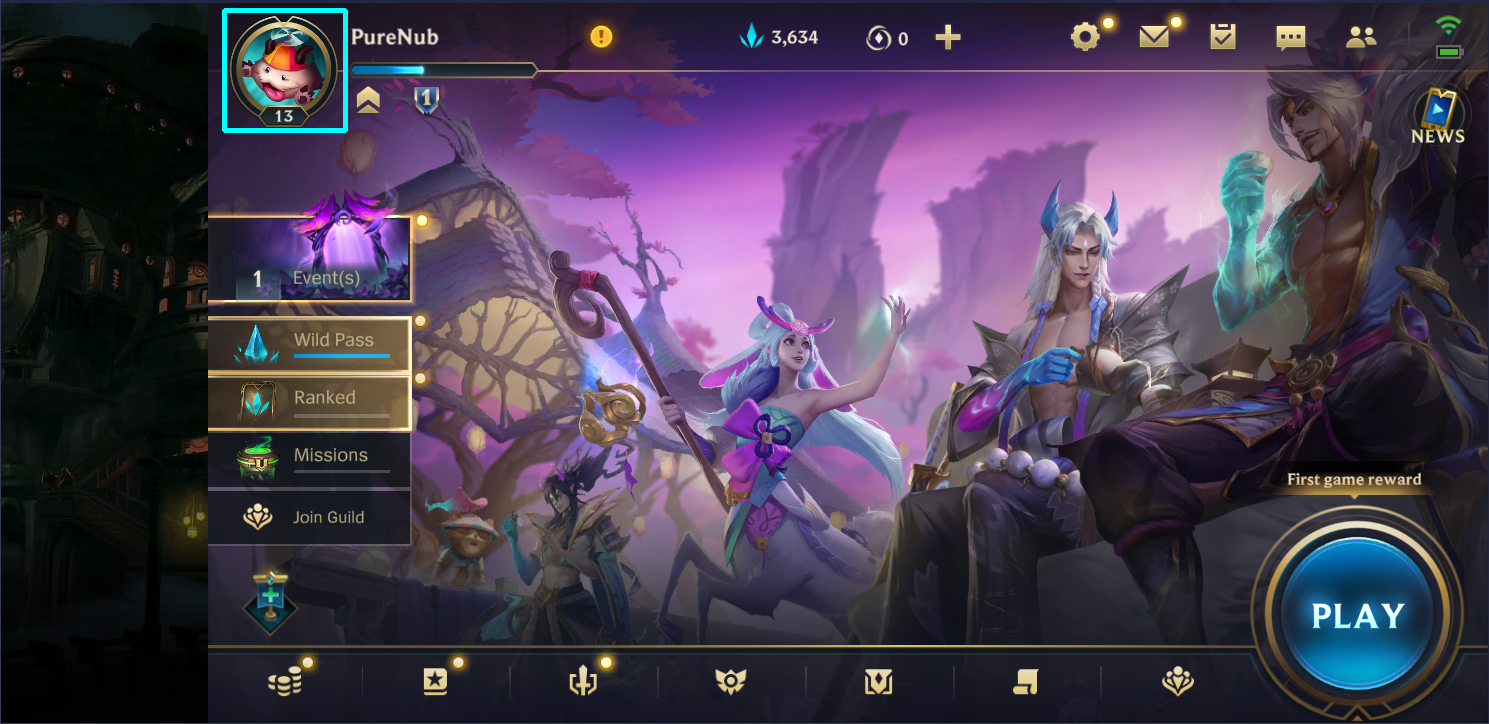 PureNub
3,634
0
13
1
NEWS
1
Event(s)
Wild Pass
Ranked
Missions
Join Guild
First game reward
PLAY